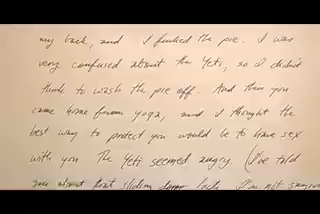 my back, and I fucked the pie. I was
very confused about the Yeti, so I didn't
think to wash the pie off. And then you
came home from yoga, and I thought the
best way to protect you would be to have sex
with you The Yeti seemed angry. (I've told
you about that sliding door lock I'm not